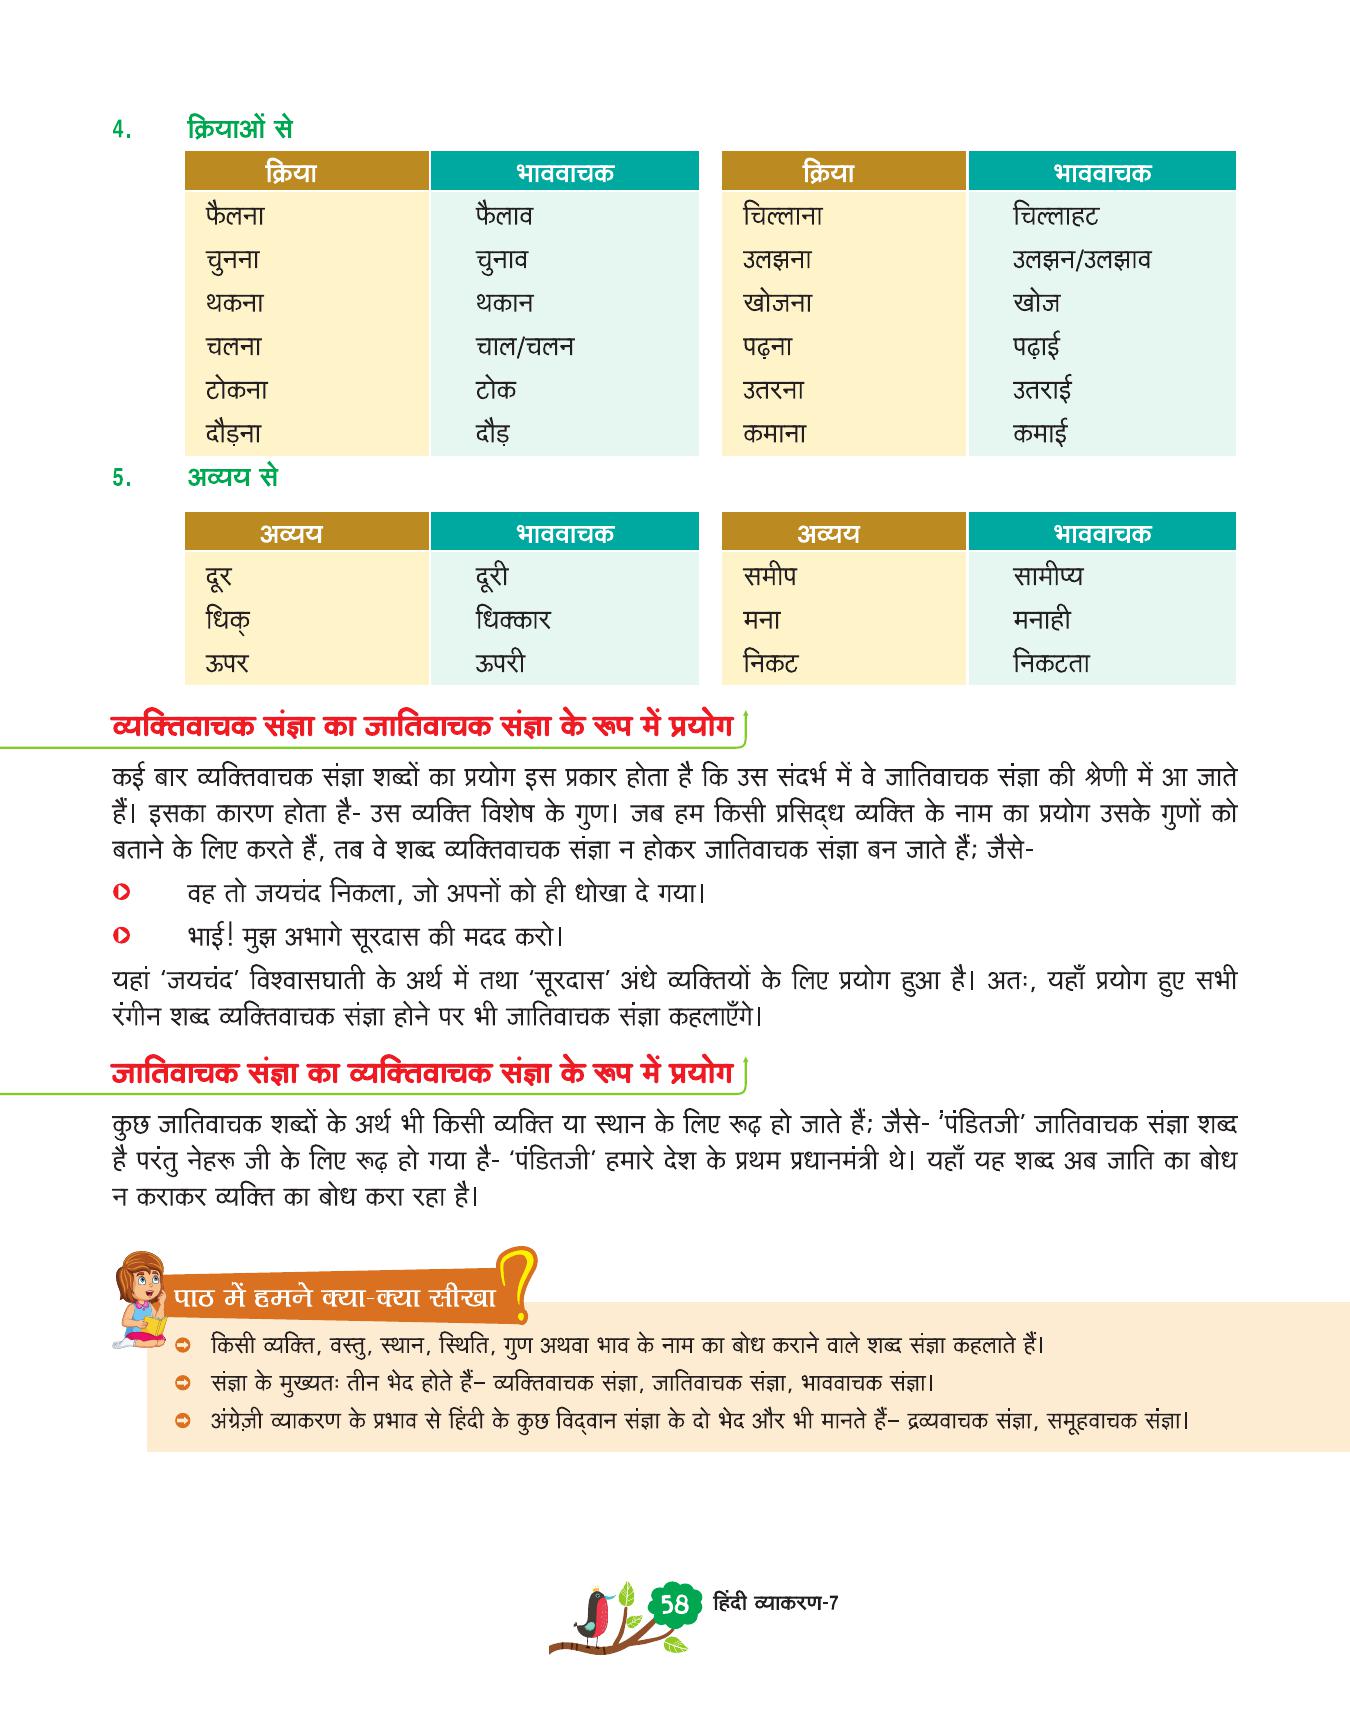 4. क्रियाओं से
क्रिया भाववाचक क्रिया भाववाचक
फैलना फैलाव चिल्लाना चिल्लाहट
चुनना चुनाव उलझना उलझन/उलझाव
थकना थकान खोजना खोज
चलना चाल/चलन पढ़ना पढ़ाई
टोकना टोक उतरना उतराई
दौड़ना दौड़ कमाना कमाई
5. अव्यय से
अव्यय भाववाचक अव्यय भाववाचक
दूर दूरी समीप सामीप्य
धिक् धिक्कार मना मनाही
ऊपर ऊपरी निकट निकटता
व्यक्तिवाचक संज्ञा का जातिवाचक संज्ञा के रूप में प्रयोग
कई बार व्यक्तिवाचक संज्ञा शब्दों का प्रयोग इस प्रकार होता है कि उस संदर्भ में वे जातिवाचक संज्ञा की श्रेणी में आ जाते
हैं। इसका कारण होता है- उस व्यक्ति विशेष के गुण। जब हम किसी प्रसिद्ध व्यक्ति के नाम का प्रयोग उसके गुणों को
बताने के लिए करते हैं, तब वे शब्द व्यक्तिवाचक संज्ञा न होकर जातिवाचक संज्ञा बन जाते हैं; जैसे-
वह तो जयचंद निकला, जो अपनों को ही धोखा दे गया।
भाई! मुझ अभागे सूरदास की मदद करो।
यहां ‘जयचंद’ विश्वासघाती के अर्थ में तथा ‘सूरदास’ अंधे व्यक्तियों के लिए प्रयोग हुआ है। अतः, यहाँ प्रयोग हुए सभी
रंगीन शब्द व्यक्तिवाचक संज्ञा होने पर भी जातिवाचक संज्ञा कहलाएँगे।
जातिवाचक संज्ञा का व्यक्तिवाचक संज्ञा के रूप में प्रयोग
कुछ जातिवाचक शब्दों के अर्थ भी किसी व्यक्ति या स्थान के लिए रूढ़ हो जाते हैं; जैसे- ‘पंडितजी’ जातिवाचक संज्ञा शब्द
है परंतु नेहरू जी के लिए रूढ़ हो गया है- ‘पंडितजी’ हमारे देश के प्रथम प्रधानमंत्री थे। यहाँ यह शब्द अब जाति का बोध
न कराकर व्यक्ति का बोध करा रहा है।
पाठ में हमने क्या-क्या सीखा ?
किसी व्यक्ति, वस्तु, स्थान, स्थिति, गुण अथवा भाव के नाम का बोध कराने वाले शब्द संज्ञा कहलाते हैं।
संज्ञा के मुख्यतः तीन भेद होते हैं– व्यक्तिवाचक संज्ञा, जातिवाचक संज्ञा, भाववाचक संज्ञा।
अंग्रेज़ी व्याकरण के प्रभाव से हिंदी के कुछ विद्वान संज्ञा के दो भेद और भी मानते हैं– द्रव्यवाचक संज्ञा, समूहवाचक संज्ञा।
58 हिंदी व्याकरण-7